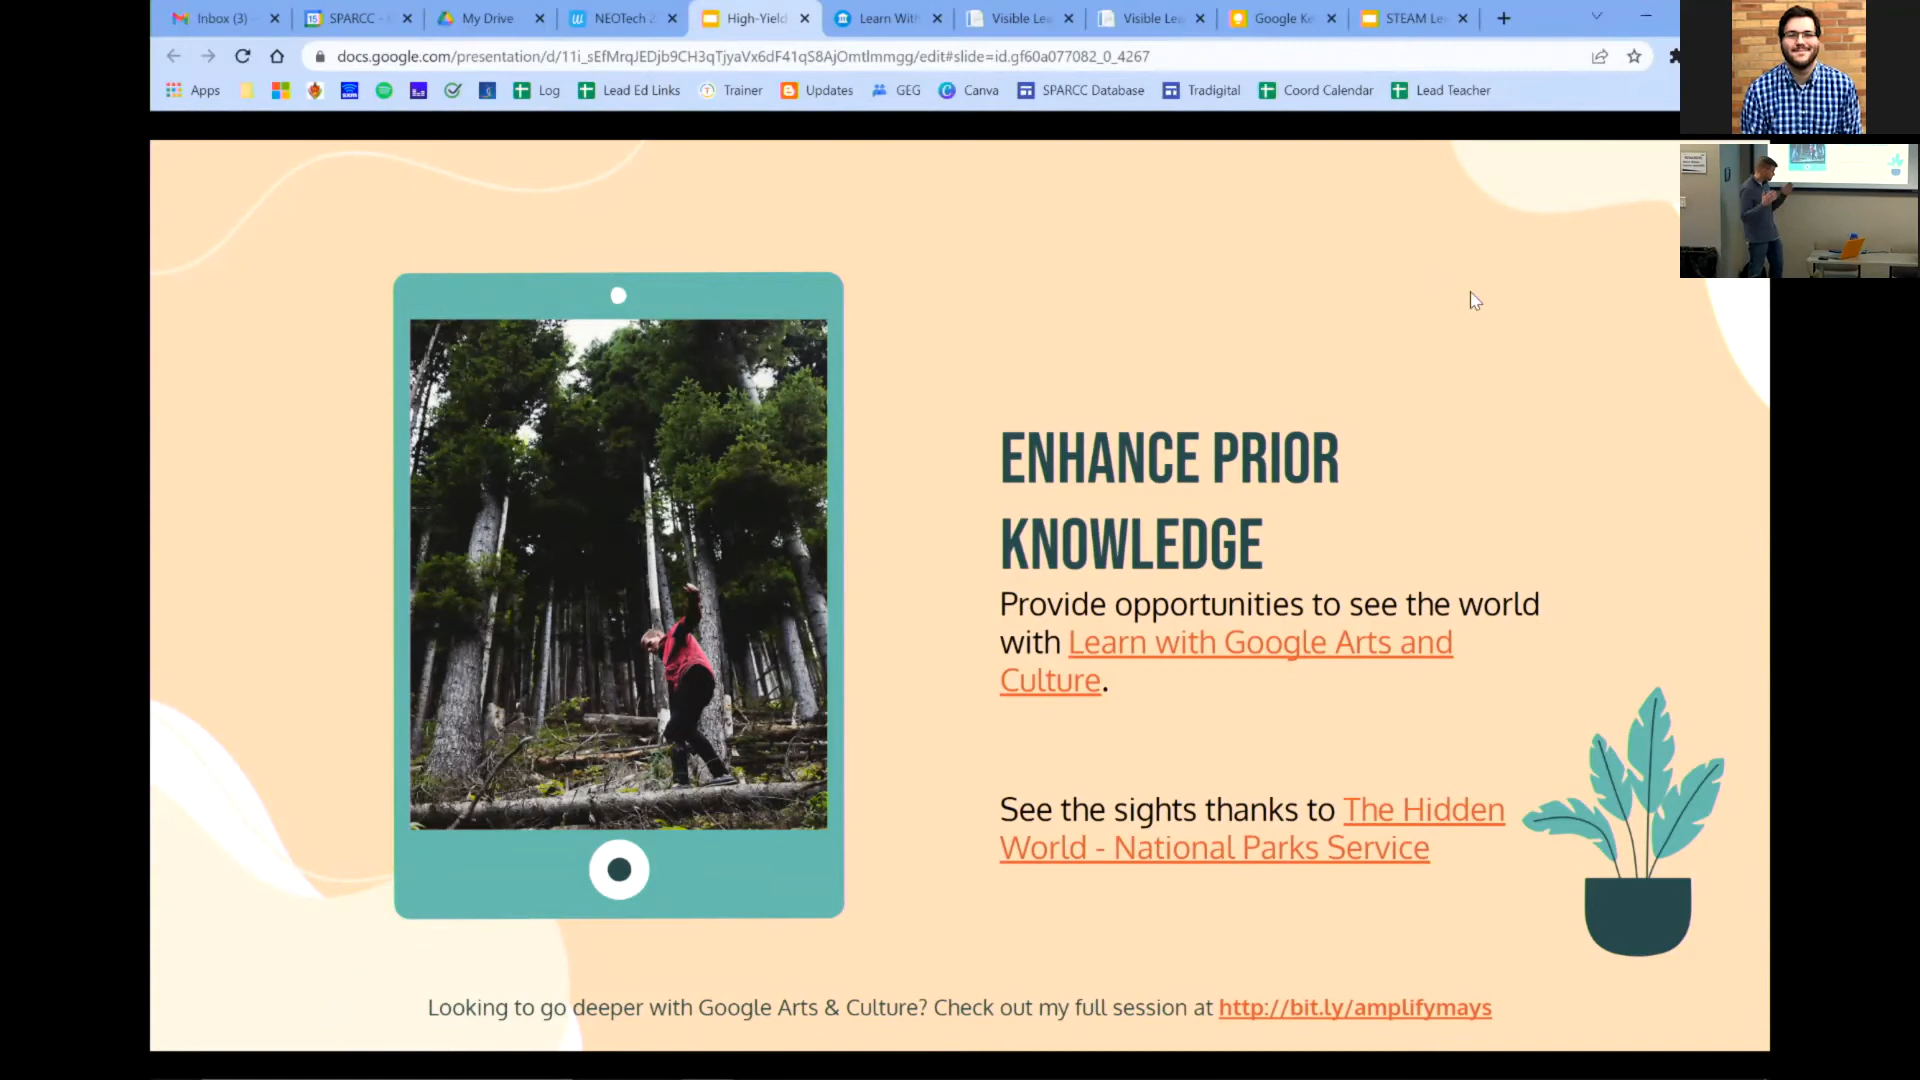 Inbox (3)
SPARCC -
My Drive
NEOTech 2
High-Yield
Learn With
Visible Lea
Visible Lea
Google Ke
STEAM Le
docs.google.com/presentation/d/11i_sEfMrqJEDjb9CH3qTjyaVx6dF41qS8AjOmtlmmgg/edit#slide=id.gf60a077082_0_4267
Apps
Log
Lead Ed Links
Trainer
Updates
GEG
Canva
SPARCC Database
Tradigital
Coord Calendar
Lead Teacher
ENHANCE PRIOR
KNOWLEDGE
Provide opportunities to see the world
with Learn with Google Arts and
Culture.
See the sights thanks to The Hidden
World - National Parks Service
Looking to go deeper with Google Arts & Culture? Check out my full session at http://bit.ly/amplifymays